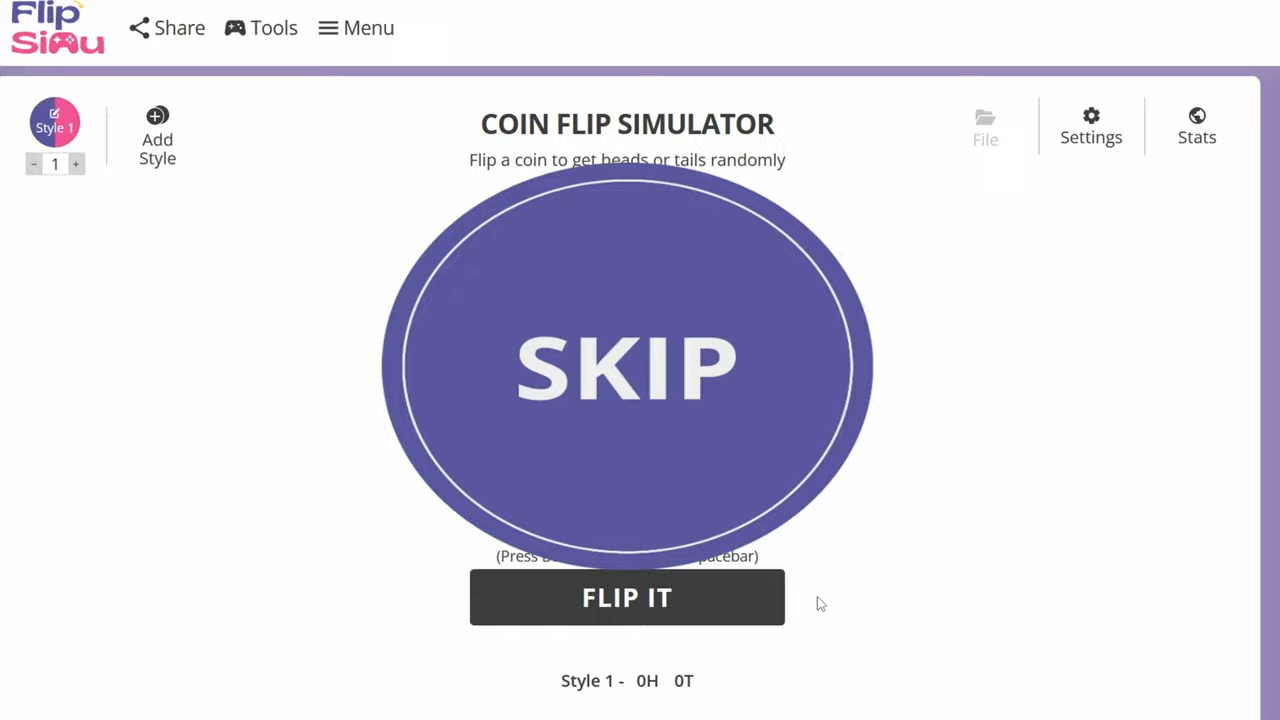 Flip
Simu
Share
Tools
Menu
Style 1
- 1 +
Add
Style
COIN FLIP SIMULATOR
Flip a coin to get heads or tails randomly
File
Settings
Stats
SKIP
(Press
FLIP IT
Style 1 - 0H 0T